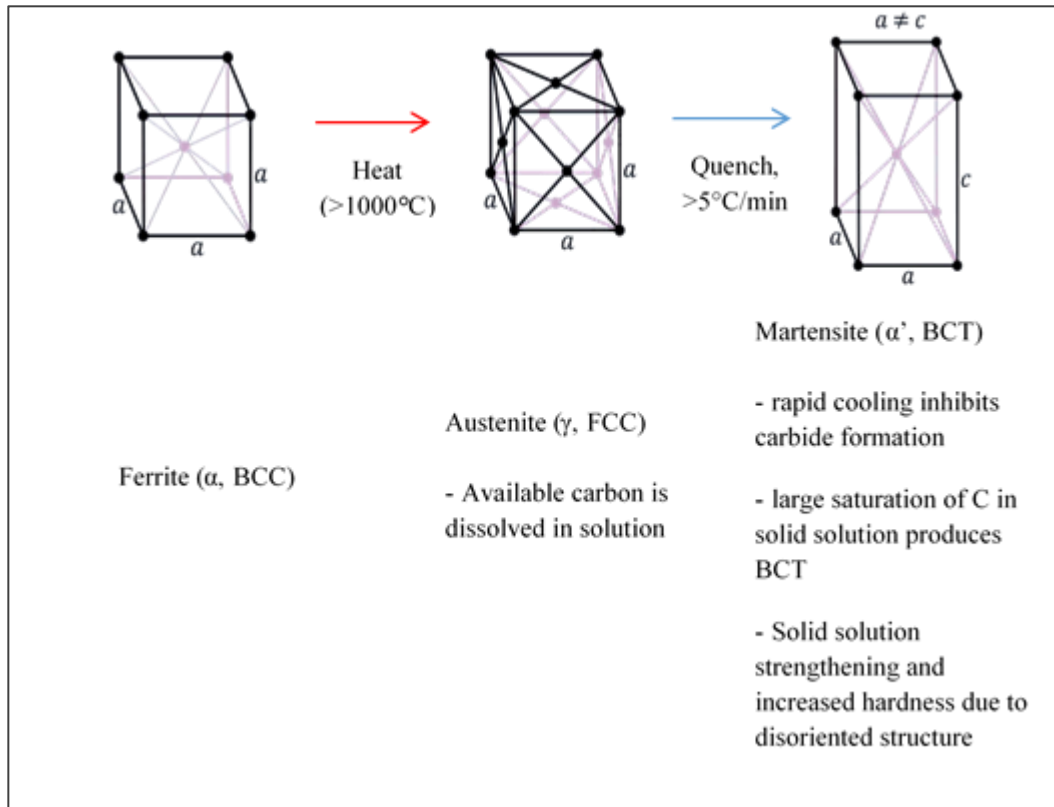 a ≠ c
a
a
a
Heat
(>1000℃)
a
a
a
Quench,
>5°C/min
c
a
a
Ferrite (α, BCC)
Austenite (γ, FCC)
- Available carbon is
dissolved in solution
Martensite (α’, BCT)
- rapid cooling inhibits
carbide formation
- large saturation of C in
solid solution produces
BCT
- Solid solution
strengthening and
increased hardness due to
disoriented structure